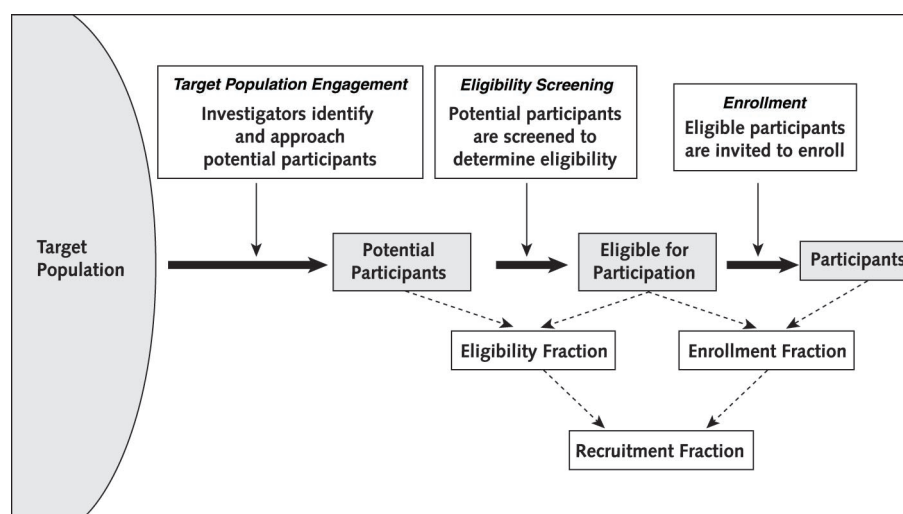 Target Population Engagement
Investigators identify
and approach
potential participants
Eligibility Screening
Potential participants
are screened to
determine eligibility
Enrollment
Eligible participants
are invited to enroll
Target
Population
Potential
Participants
Eligible for
Participation
Participants
Eligibility Fraction
Enrollment Fraction
Recruitment Fraction